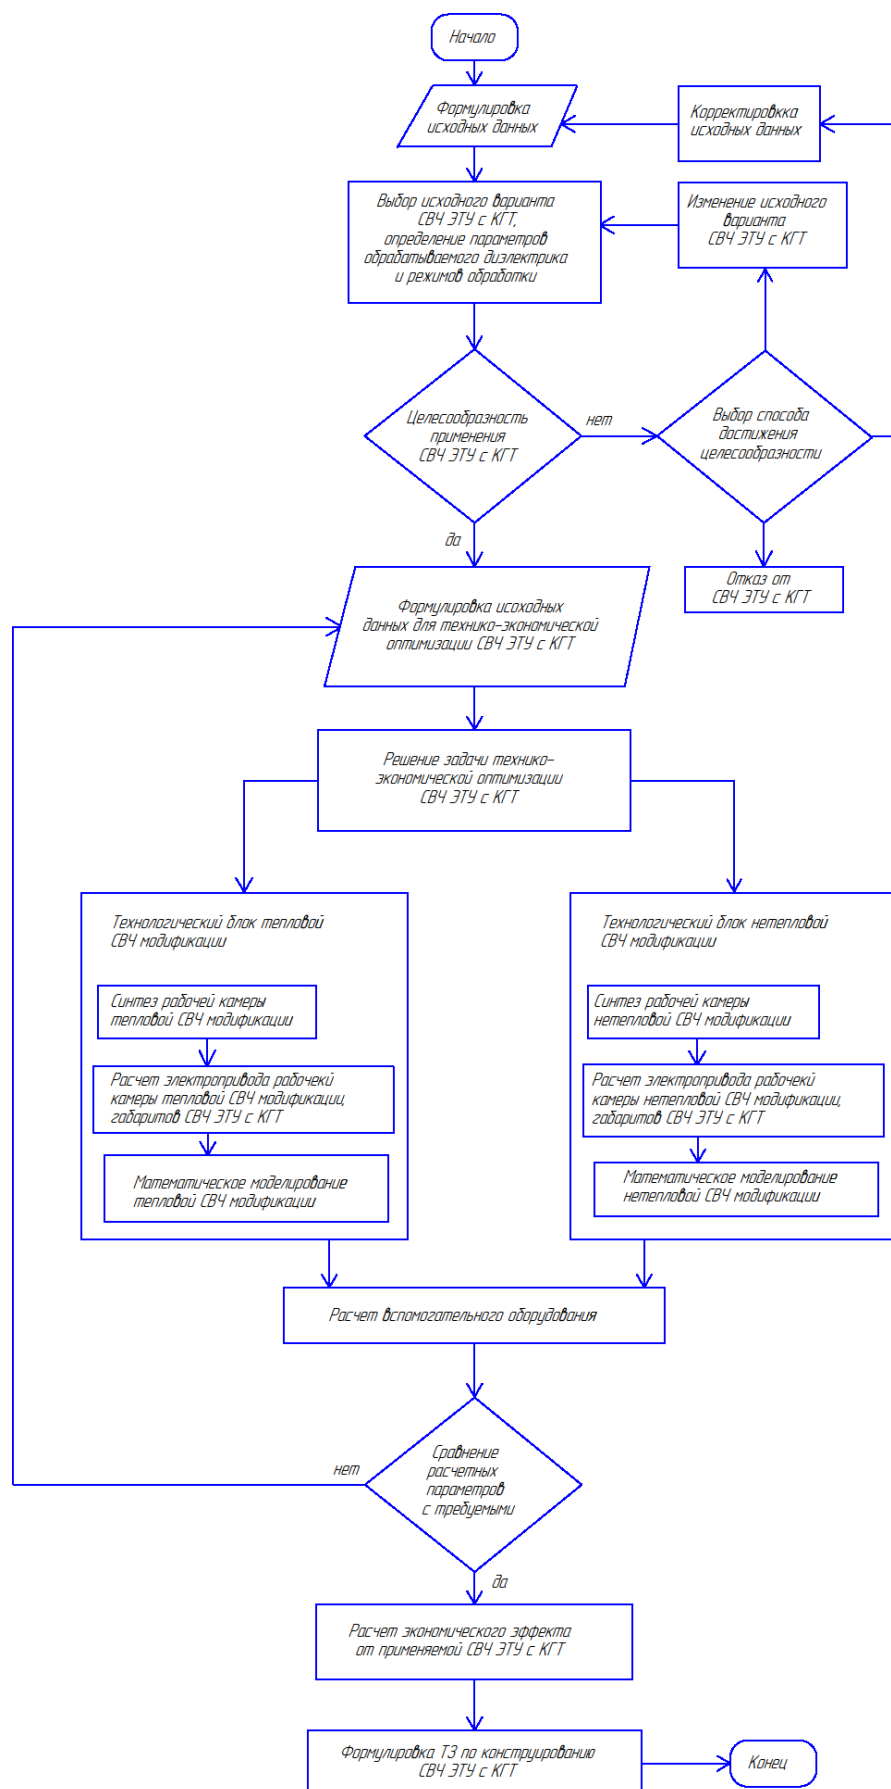 Начало
Формулировка
исходных данных
Корректировкка
исходных данных
Выбор исходного варианта
СВЧ ЭТУ с КГТ,
определение параметров
обрабатываемого диэлектрика
и режимов обработки
Изменение исходного
варианта
СВЧ ЭТУ с КГТ
Целесообразность
применения
СВЧ ЭТУ с КГТ
нет
Выбор способа
достижения
целесообразности
да
Отказ от
СВЧ ЭТУ с КГТ
Формулировка исоходных
данных для технико-экономической
оптимизации СВЧ ЭТУ с КГТ
Решение задачи технико-
экономической оптимизации
СВЧ ЭТУ с КГТ
Технологический блок тепловой
СВЧ модификации
Синтез рабочей камеры
тепловой СВЧ модификации
Расчет электропривода рабочекй
камеры тепловой СВЧ модификации,
габаритов СВЧ ЭТУ с КГТ
Математическое моделирование
тепловой СВЧ модификации
Технологический блок нетепловой
СВЧ модификации
Синтез рабочей камеры
нетепловой СВЧ модификации
Расчет электропривода рабочекй
камеры нетепловой СВЧ модификации,
габаритов СВЧ ЭТУ с КГТ
Математическое моделирование
нетепловой СВЧ модификации
Расчет вспомогательного оборудования
Сравнение
расчетных
параметров
с требуемыми
нет
да
Расчет экономического эффекта
от применяемой СВЧ ЭТУ с КГТ
Формулировка ТЗ по конструированию
СВЧ ЭТУ с КГТ
Конец